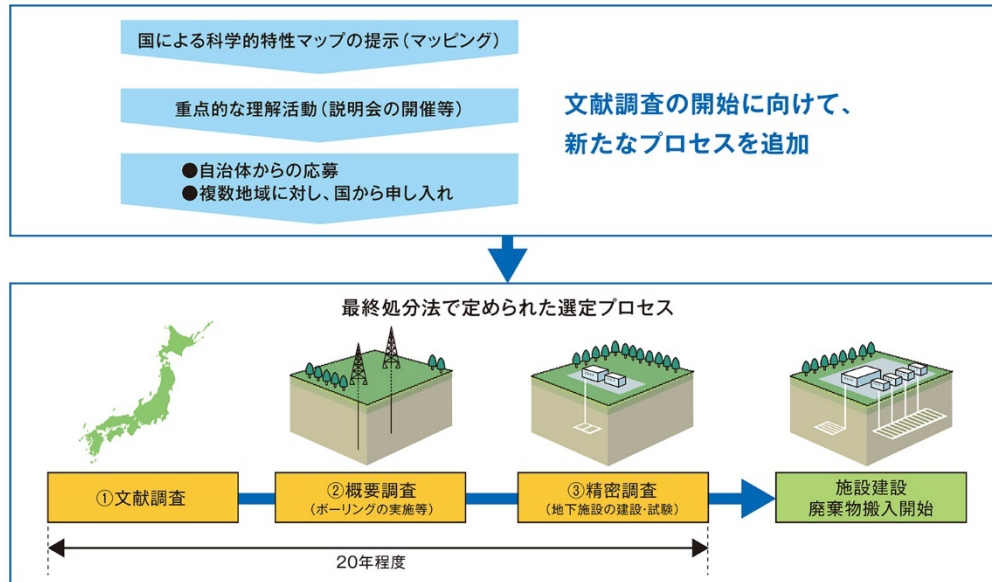 国による科学的特性マップの提示（マッピング）
重点的な理解活動（説明会の開催等）
●自治体からの応募
●複数地域に対し、国から申し入れ
文献調査の開始に向けて、
新たなプロセスを追加
最終処分法で定められた選定プロセス
①文献調査
②概要調査
（ボーリングの実施等）
③精密調査
（地下施設の建設・試験）
施設建設
廃棄物搬入開始
20年程度